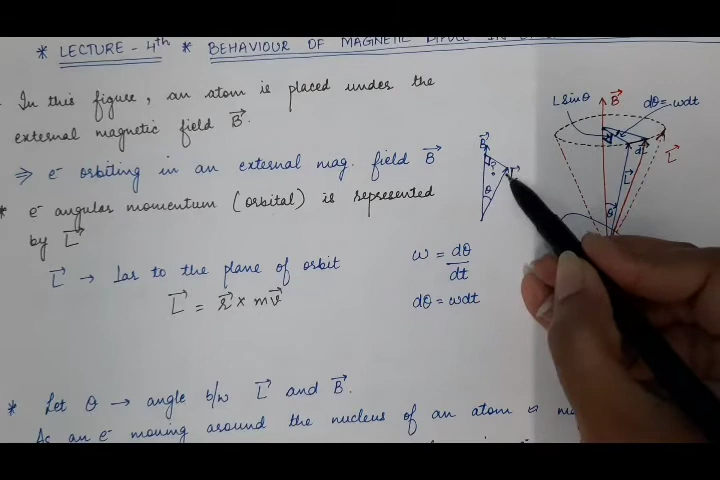 * LECTURE - 4th * BEHAVIOUR OF MAGNETIC DIPOLE IN
In this figure, an atom is placed under the
external magnetic field B⃗.
⇒ e⁻ orbiting in an external mag. field B⃗
* e⁻ angular momentum (orbital) is represented
by L⃗
L⃗ → Lar to the plane of orbit
L⃗ = r⃗ × mv⃗
B⃗
?
L⃗
θ
ω = dθ/dt
dθ = ωdt
L sinθ
B⃗
dθ = ωdt
dL
L⃗
L⃗
θ
* Let θ → angle b/w L⃗ and B⃗.
As an e⁻ moving around the nucleus of an atom